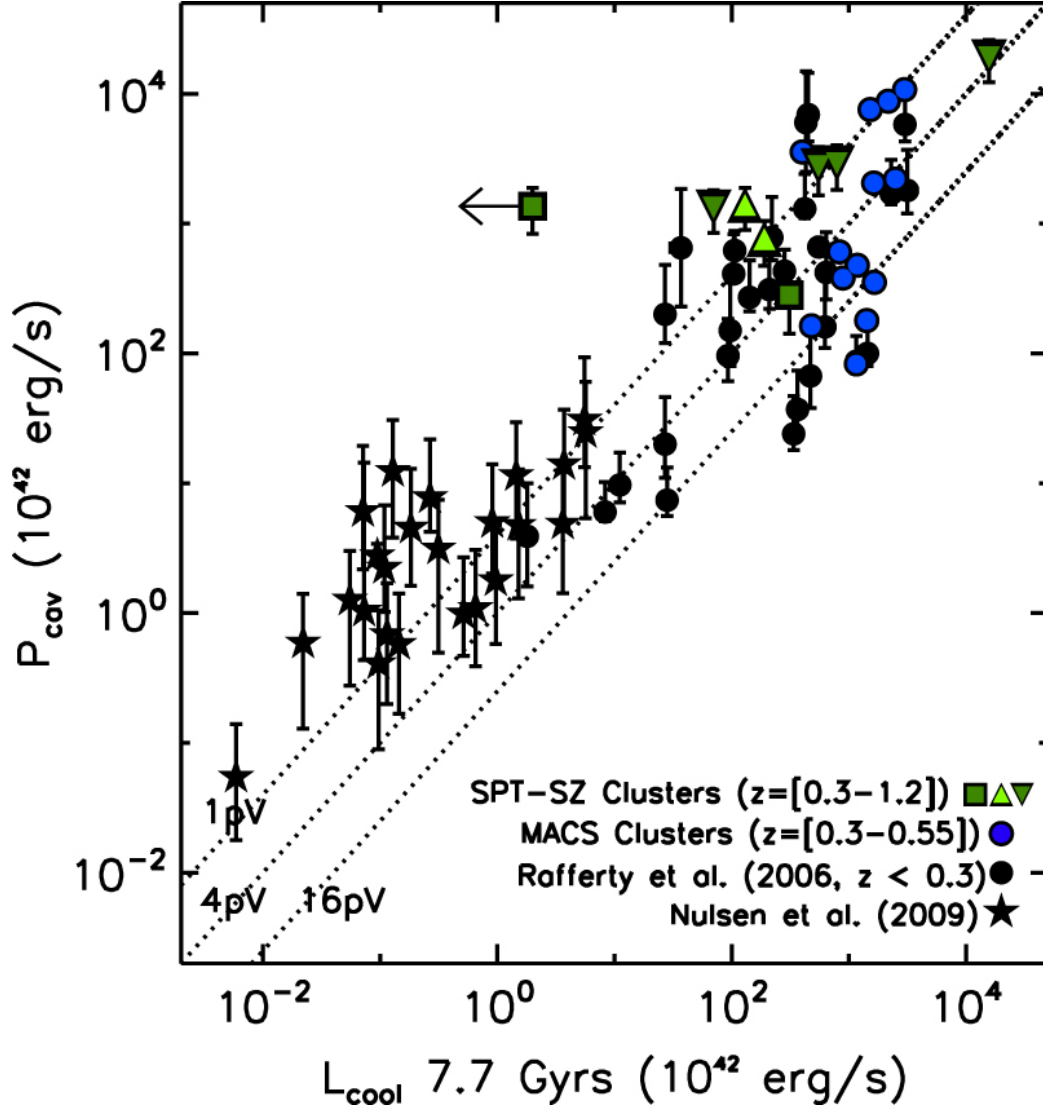 10⁴
10²
10⁰
10⁻²
P_cav (10⁴² erg/s)
1pV
4pV
16pV
SPT-SZ Clusters (z=[0.3-1.2])
MACS Clusters (z=[0.3-0.55])
Rafferty et al. (2006, z < 0.3)
Nulsen et al. (2009)
10⁻²
10⁰
10²
10⁴
L_cool 7.7 Gyrs (10⁴² erg/s)